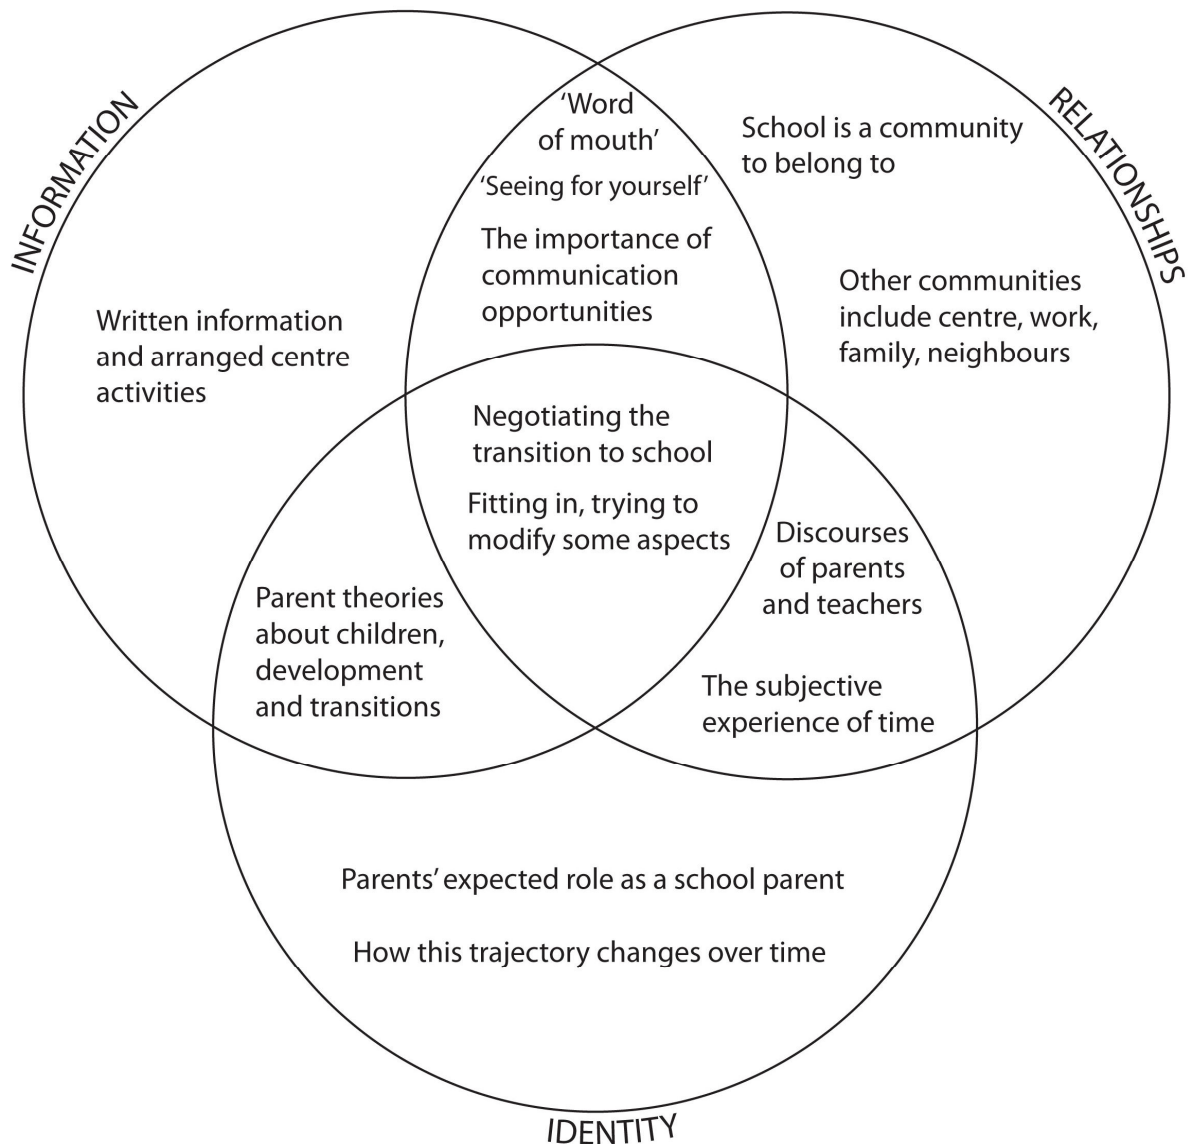 INFORMATION
RELATIONSHIPS
‘Word
of mouth’
‘Seeing for yourself’
The importance of
communication
opportunities
School is a community
to belong to
Other communities
include centre, work,
family, neighbours
Written information
and arranged centre
activities
Negotiating the
transition to school
Fitting in, trying to
modify some aspects
Discourses
of parents
and teachers
Parent theories
about children,
development
and transitions
The subjective
experience of time
Parents’ expected role as a school parent
How this trajectory changes over time
IDENTITY